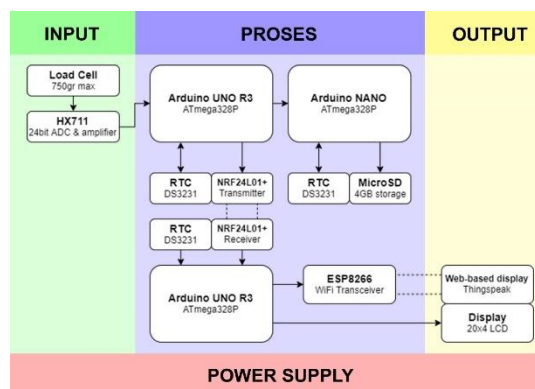 INPUT
PROSES
OUTPUT
Load Cell
750gr max
HX711
24bit ADC & amplifier
Arduino UNO R3
ATmega328P
Arduino NANO
ATmega328P
RTC
DS3231
NRF24L01+
Transmitter
RTC
DS3231
MicroSD
4GB storage
RTC
DS3231
NRF24L01+
Receiver
Arduino UNO R3
ATmega328P
ESP8266
WiFi Transceiver
Web-based display
Thingspeak
Display
20x4 LCD
POWER SUPPLY